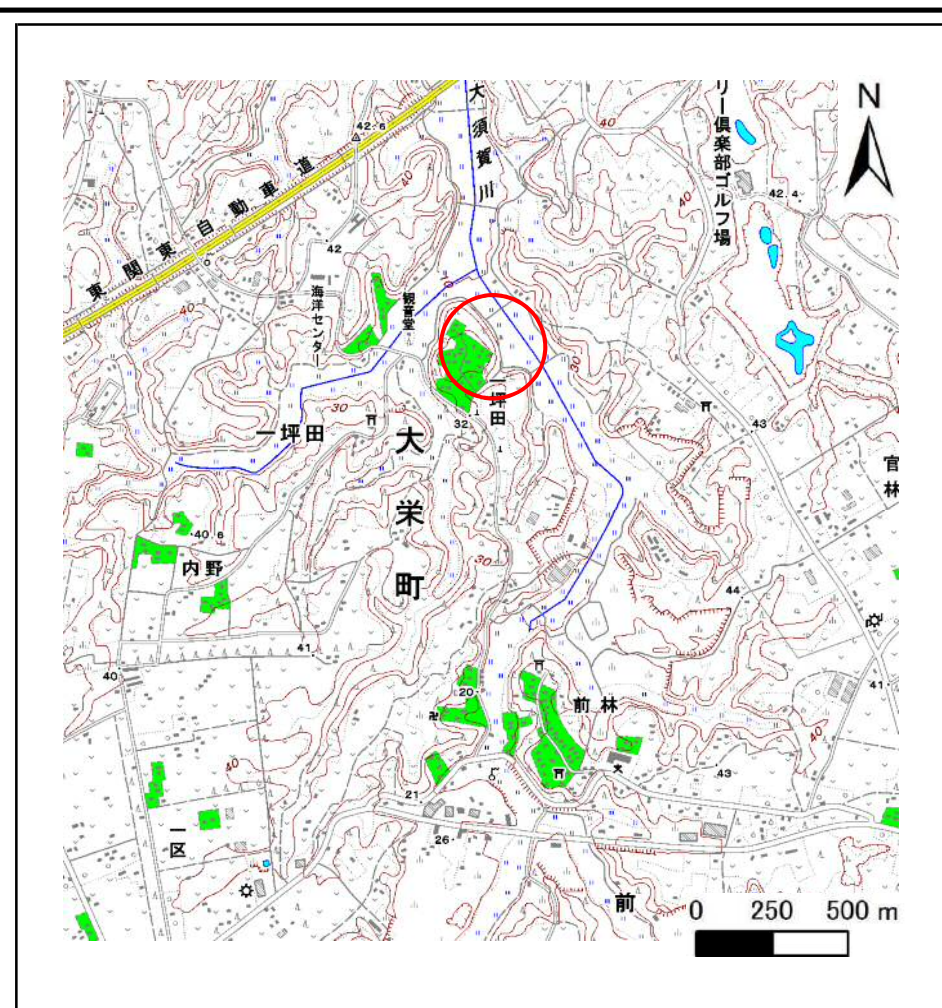 大須賀川
リー倶楽部ゴルフ場
N
42.6
東関東自動車道
40
40
42.4
42
海洋センター
観音堂
40
30
30
一坪田
一坪田
32
43
大栄町
官林
40.6
内野
30
44
41
40
20
前林
41
40
40
43
21
26
一区
前
0 250 500 m